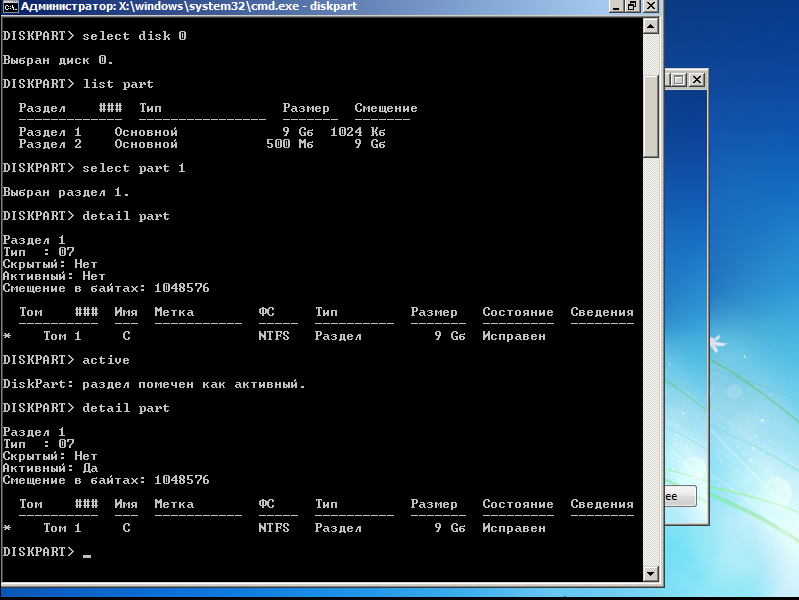 Администратор: X:\windows\system32\cmd.exe - diskpart
DISKPART> select disk 0
Выбран диск 0.
DISKPART> list part
Раздел ### Тип Размер Смещение
------------- ---------------- ------- -------
Раздел 1 Основной 9 Gб 1024 Kб
Раздел 2 Основной 500 Mб 9 Gб
DISKPART> select part 1
Выбран раздел 1.
DISKPART> detail part
Раздел 1
Тип : 07
Скрытый: Нет
Активный: Нет
Смещение в байтах: 1048576
Том ### Имя Метка ФС Тип Размер Состояние Сведения
---------- --- ----------- ----- ---------- ------- --------- --------
* Том 1 C NTFS Раздел 9 Gб Исправен
DISKPART> active
DiskPart: раздел помечен как активный.
DISKPART> detail part
Раздел 1
Тип : 07
Скрытый: Нет
Активный: Да
Смещение в байтах: 1048576
Том ### Имя Метка ФС Тип Размер Состояние Сведения
---------- --- ----------- ----- ---------- ------- --------- --------
* Том 1 C NTFS Раздел 9 Gб Исправен
DISKPART> _
ее